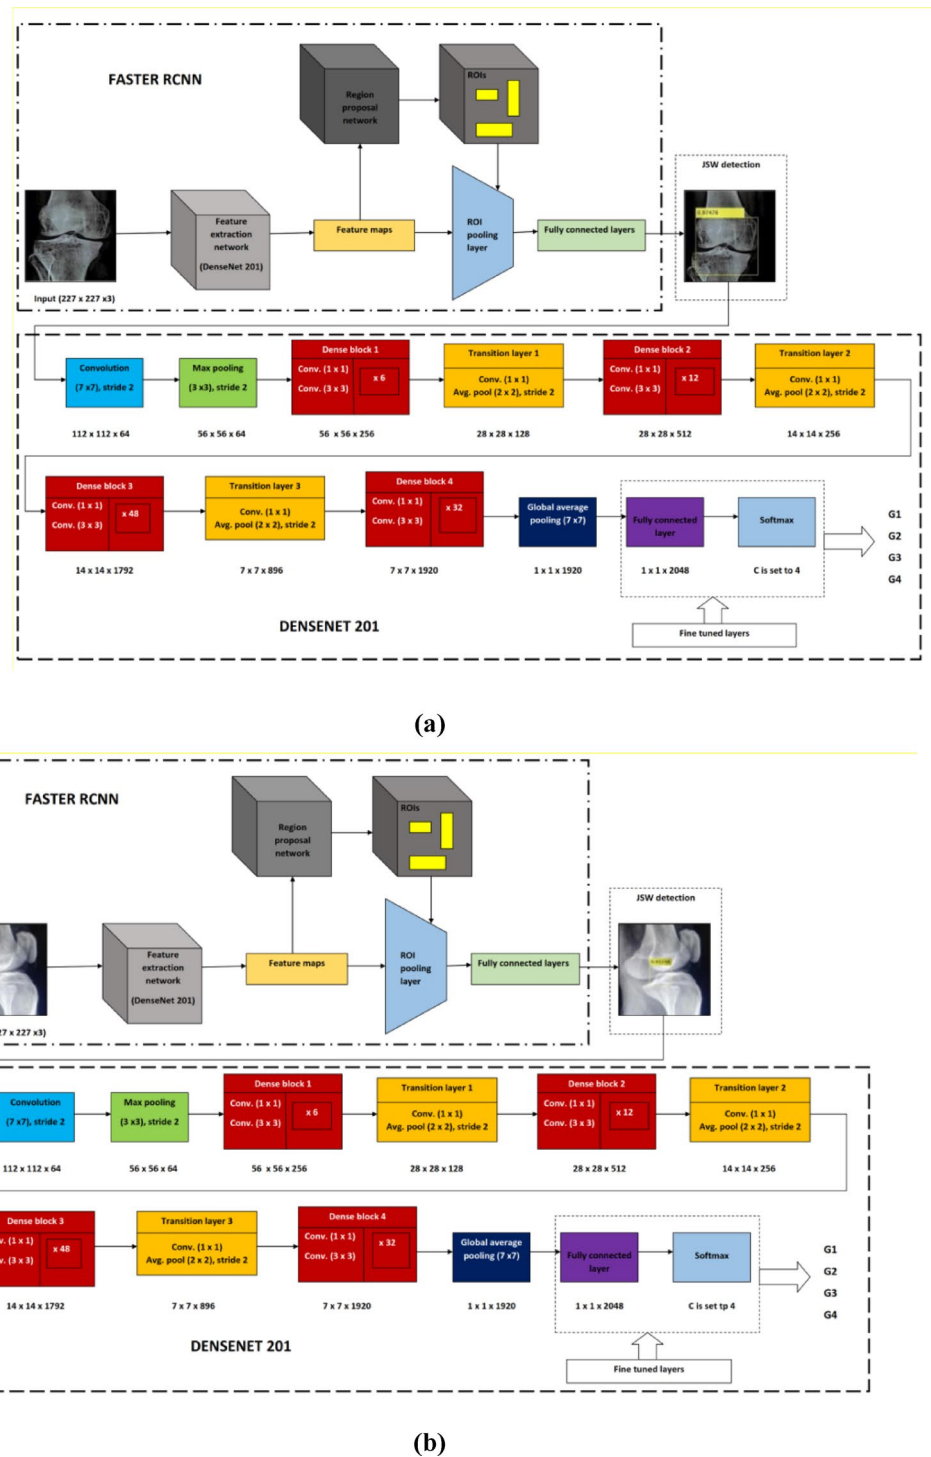 FASTER RCNN
Region
proposal
network
ROIs
JSW detection
0.97478
Feature
extraction
network
(DenseNet 201)
Feature maps
ROI
pooling
layer
Fully connected layers
Input (227 x 227 x3)
Convolution
(7 x7), stride 2
112 x 112 x 64
Max pooling
(3 x3), stride 2
56 x 56 x 64
Dense block 1
Conv. (1 x 1)
Conv. (3 x 3)
x 6
56 x 56 x 256
Transition layer 1
Conv. (1 x 1)
Avg. pool (2 x 2), stride 2
28 x 28 x 128
Dense block 2
Conv. (1 x 1)
Conv. (3 x 3)
x 12
28 x 28 x 512
Transition layer 2
Conv. (1 x 1)
Avg. pool (2 x 2), stride 2
14 x 14 x 256
Dense block 3
Conv. (1 x 1)
Conv. (3 x 3)
x 48
14 x 14 x 1792
Transition layer 3
Conv. (1 x 1)
Avg. pool (2 x 2), stride 2
7 x 7 x 896
Dense block 4
Conv. (1 x 1)
Conv. (3 x 3)
x 32
7 x 7 x 1920
Global average
pooling (7 x7)
1 x 1 x 1920
Fully connected
layer
1 x 1 x 2048
Softmax
C is set to 4
G1
G2
G3
G4
DENSENET 201
Fine tuned layers
(a)
FASTER RCNN
Region
proposal
network
ROIs
JSW detection
Feature
extraction
network
(DenseNet 201)
Feature maps
ROI
pooling
layer
Fully connected layers
27 x 227 x3)
Convolution
(7 x7), stride 2
112 x 112 x 64
Max pooling
(3 x3), stride 2
56 x 56 x 64
Dense block 1
Conv. (1 x 1)
Conv. (3 x 3)
x 6
56 x 56 x 256
Transition layer 1
Conv. (1 x 1)
Avg. pool (2 x 2), stride 2
28 x 28 x 128
Dense block 2
Conv. (1 x 1)
Conv. (3 x 3)
x 12
28 x 28 x 512
Transition layer 2
Conv. (1 x 1)
Avg. pool (2 x 2), stride 2
14 x 14 x 256
Dense block 3
v. (1 x 1)
v. (3 x 3)
x 48
14 x 14 x 1792
Transition layer 3
Conv. (1 x 1)
Avg. pool (2 x 2), stride 2
7 x 7 x 896
Dense block 4
Conv. (1 x 1)
Conv. (3 x 3)
x 32
7 x 7 x 1920
Global average
pooling (7 x7)
1 x 1 x 1920
Fully connected
layer
1 x 1 x 2048
Softmax
C is set tp 4
G1
G2
G3
G4
DENSENET 201
Fine tuned layers
(b)